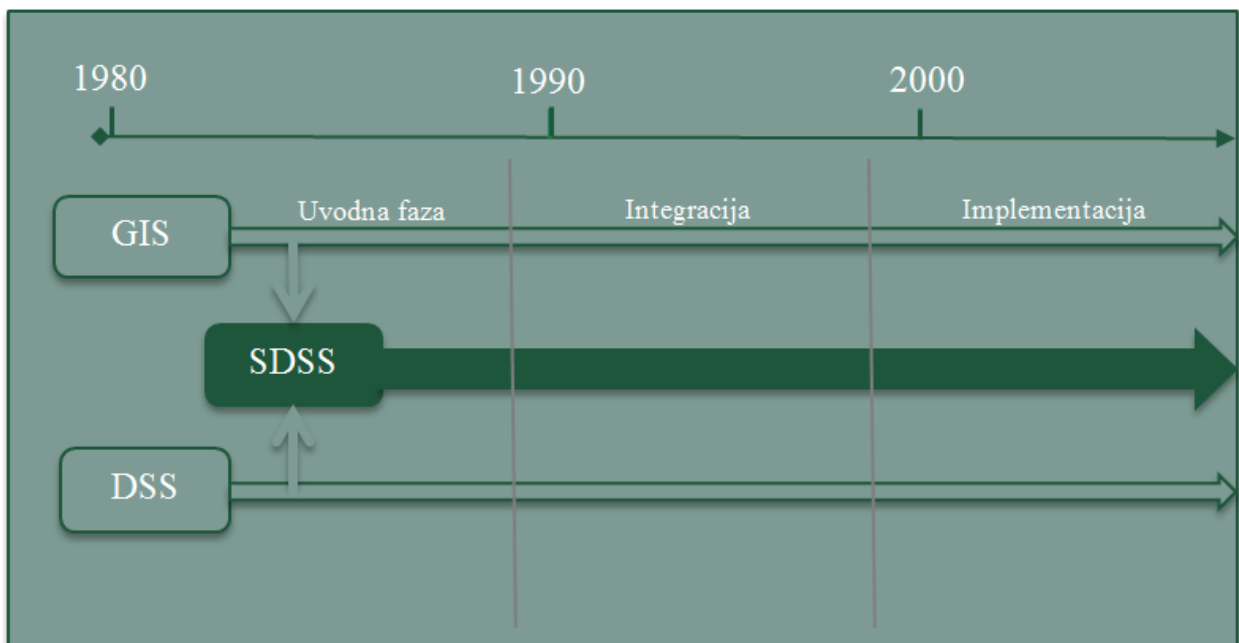 1980
1990
2000
Uvodna faza
Integracija
Implementacija
GIS
SDSS
DSS